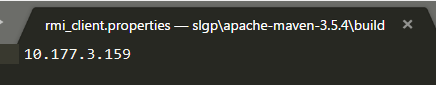 rmi_client.properties — slgp\apache-maven-3.5.4\build
10.177.3.159